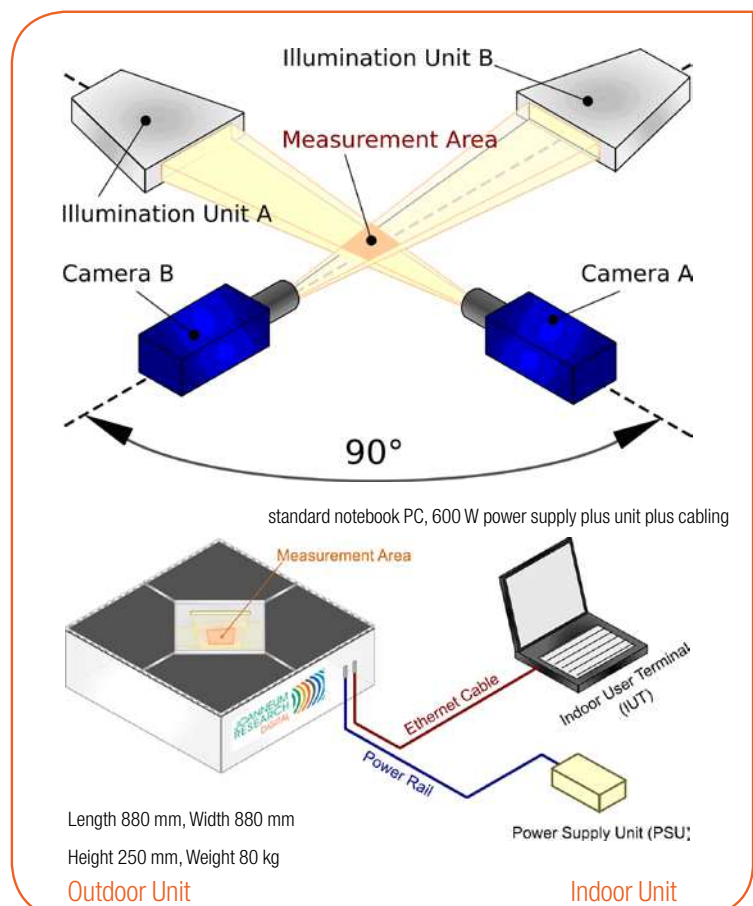 Illumination Unit B
Measurement Area
Illumination Unit A
Camera B
Camera A
90°
standard notebook PC, 600 W power supply plus unit plus cabling
Measurement Area
JOANNEUM
RESEARCH
DIGITAL
Ethernet Cable
Indoor User Terminal
(IUT)
Power Rail
Power Supply Unit (PSU)
Length 880 mm, Width 880 mm
Height 250 mm, Weight 80 kg
Outdoor Unit
Indoor Unit